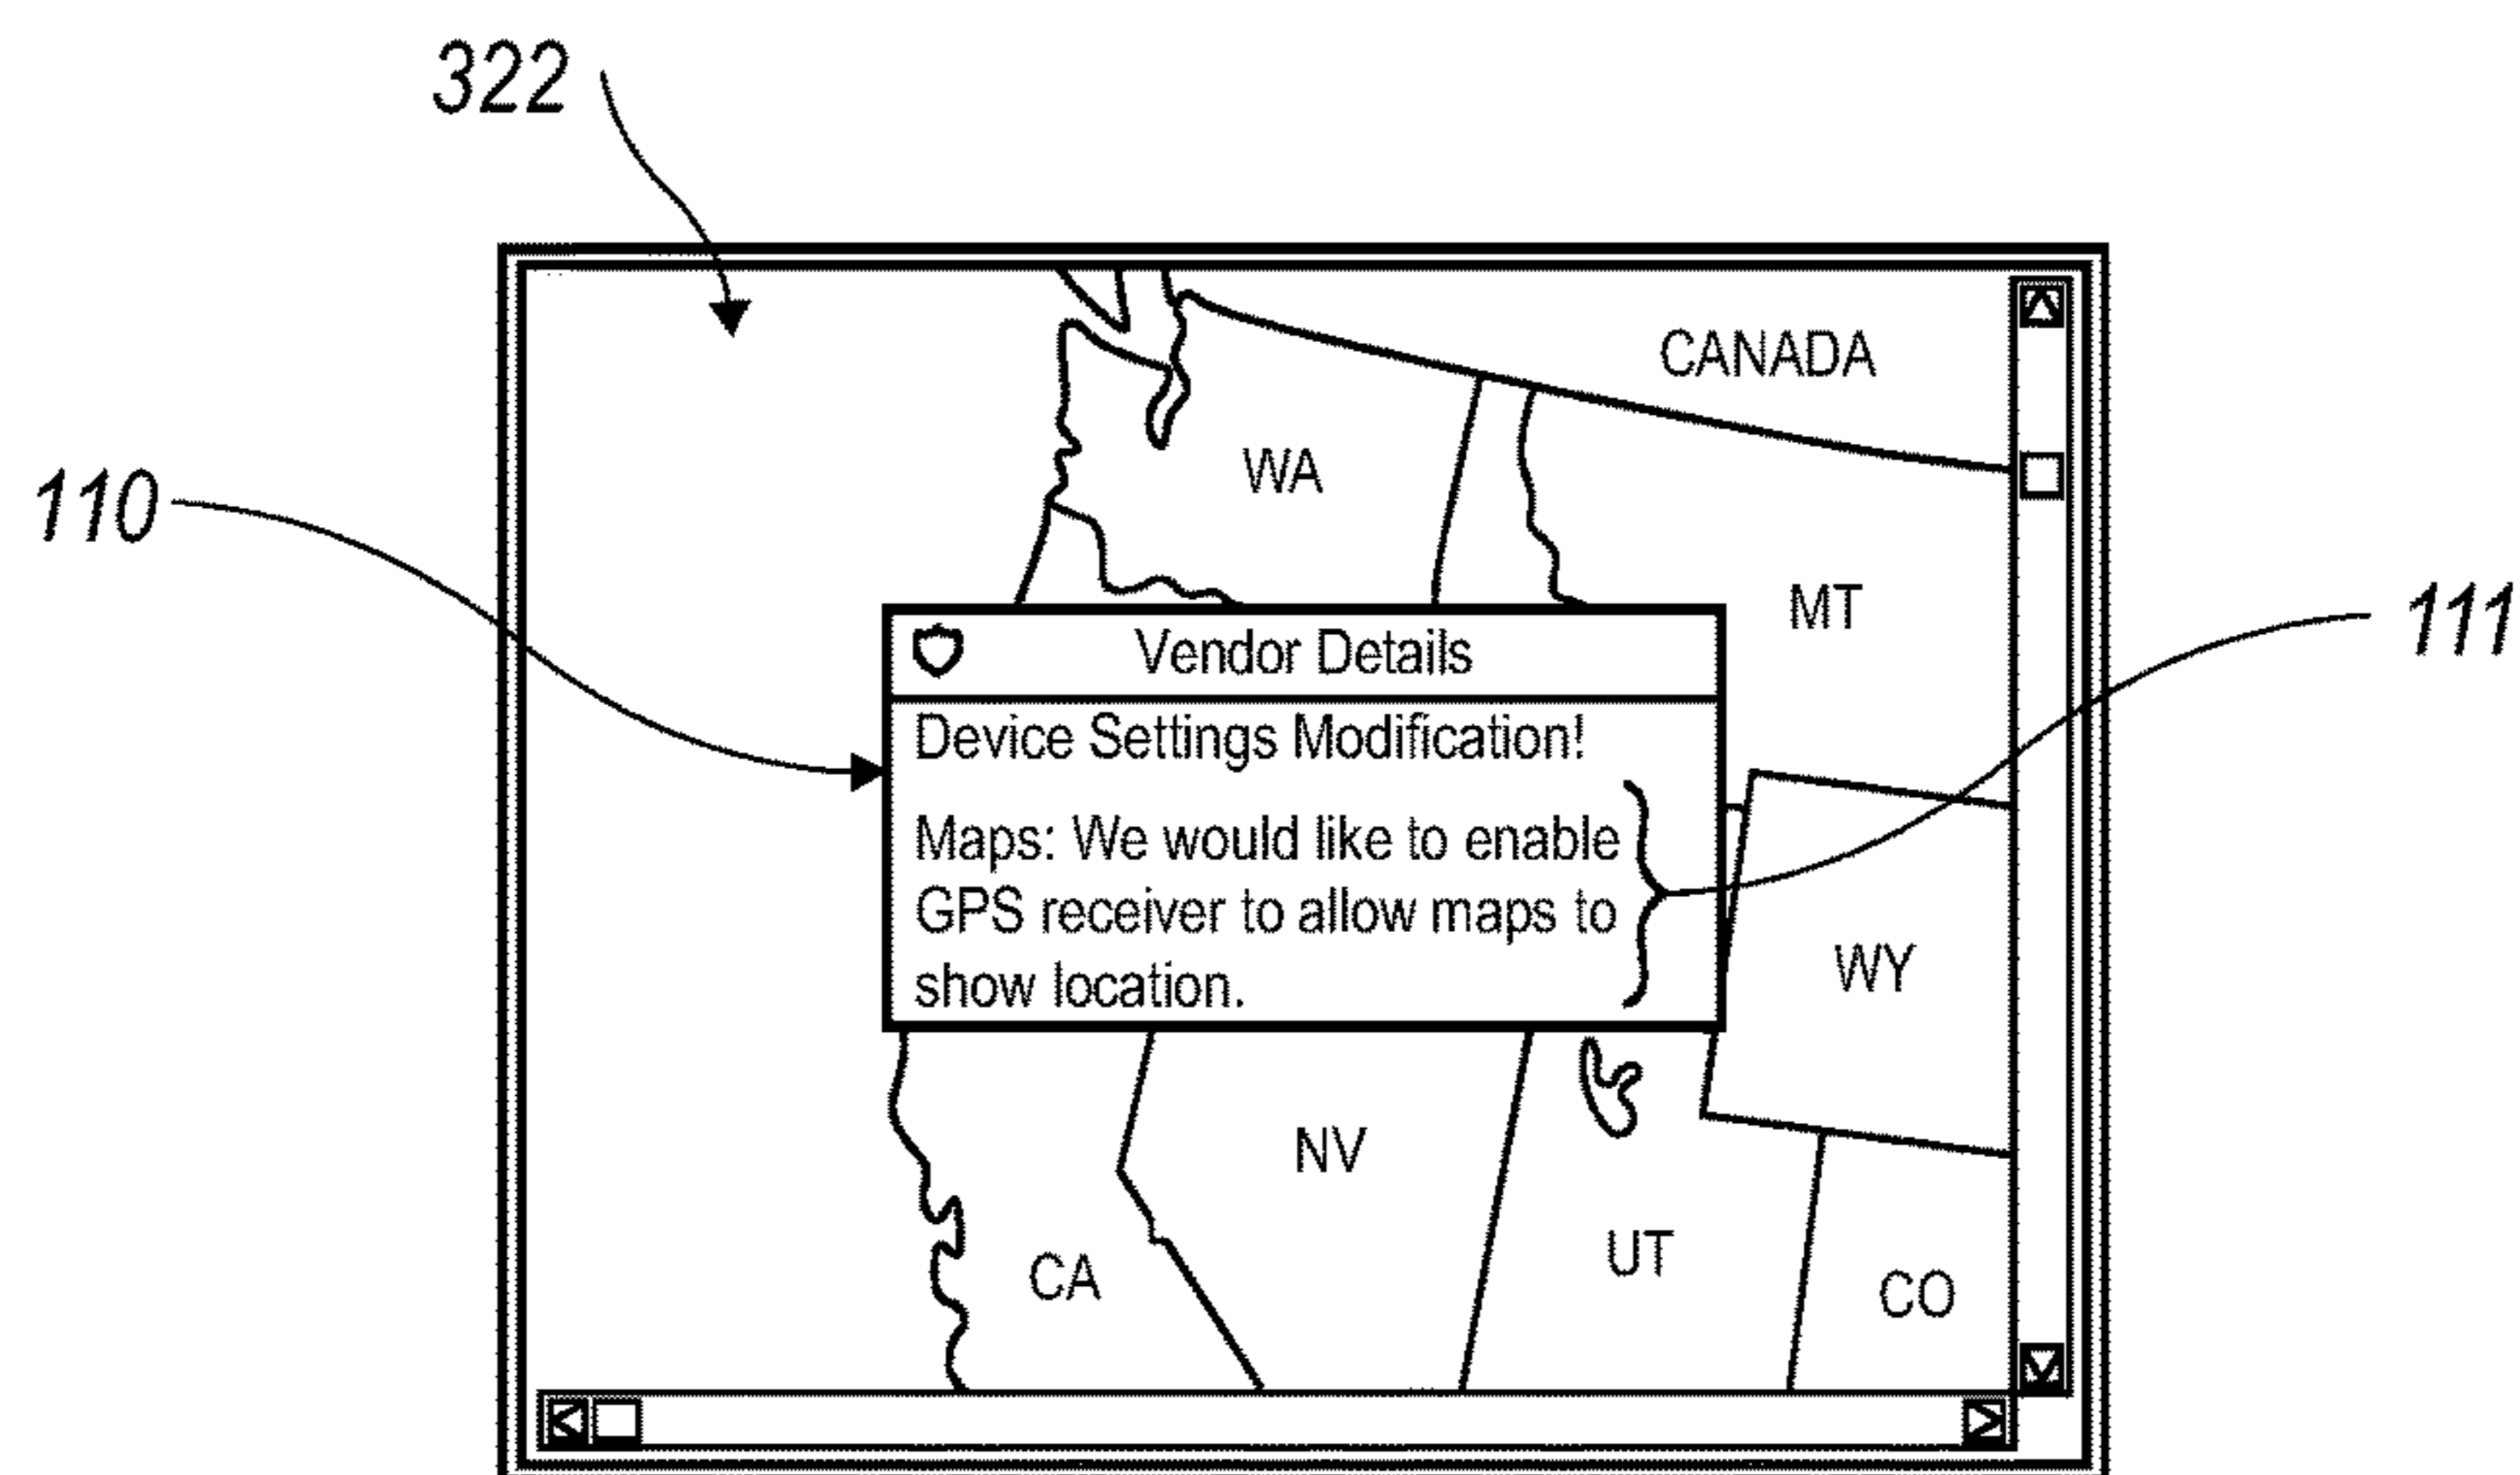 322
CANADA
WA
110
MT
111
Vendor Details
Device Settings Modification!
Maps: We would like to enable
GPS receiver to allow maps to
show location.
WY
NV
UT
CA
CO